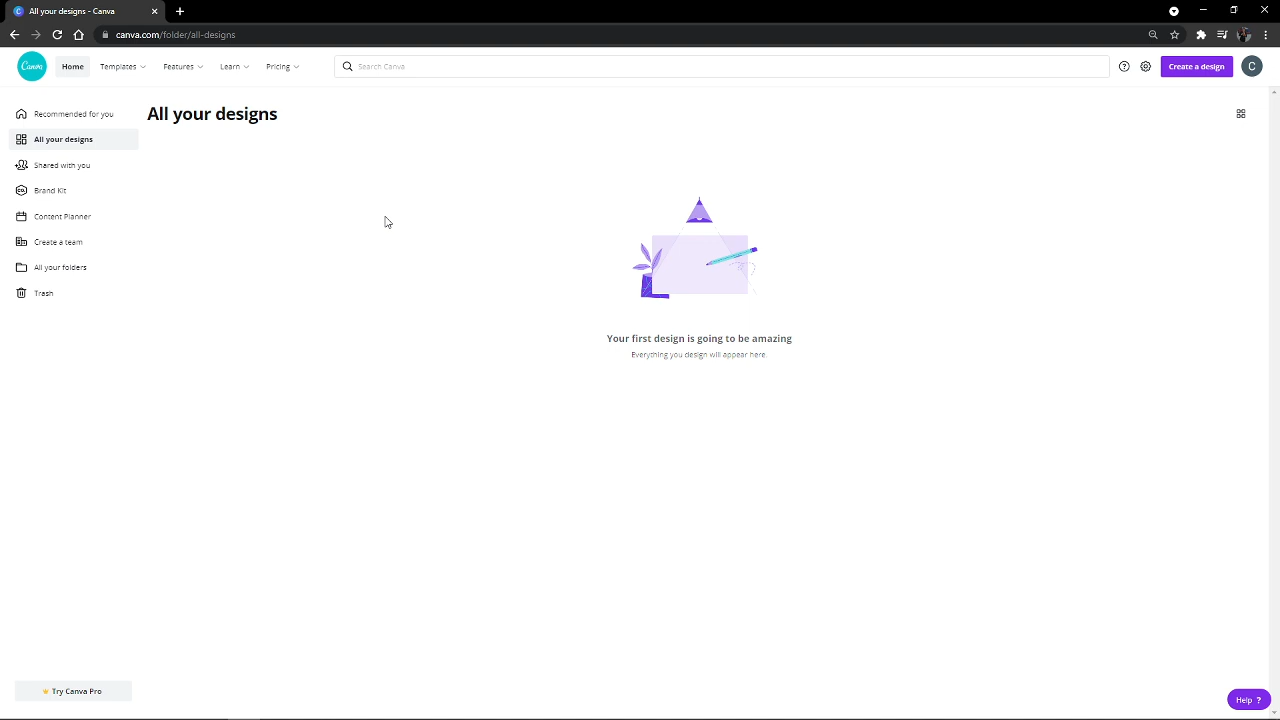 All your designs - Canva
canva.com/folder/all-designs
Canva
Home
Templates
Features
Learn
Pricing
Search Canva
Create a design
C
Recommended for you
All your designs
Shared with you
Brand Kit
Content Planner
Create a team
All your folders
Trash
All your designs
Your first design is going to be amazing
Everything you design will appear here.
Try Canva Pro
Help ?